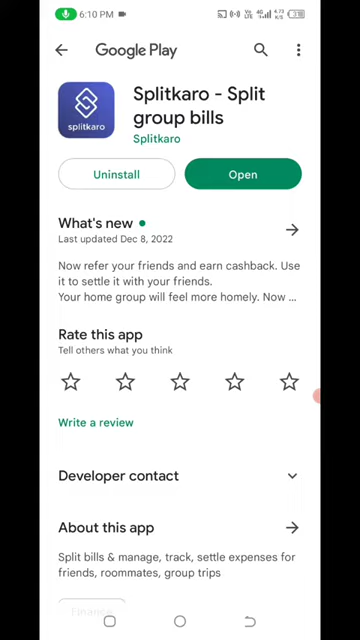 6:10 PM
Google Play
Splitkaro - Split
group bills
Splitkaro
splitkaro
Uninstall
Open
What's new
Last updated Dec 8, 2022
Now refer your friends and earn cashback. Use
it to settle it with your friends.
Your home group will feel more homely. Now ...
Rate this app
Tell others what you think
Write a review
Developer contact
About this app
Split bills & manage, track, settle expenses for
friends, roommates, group trips
Finance